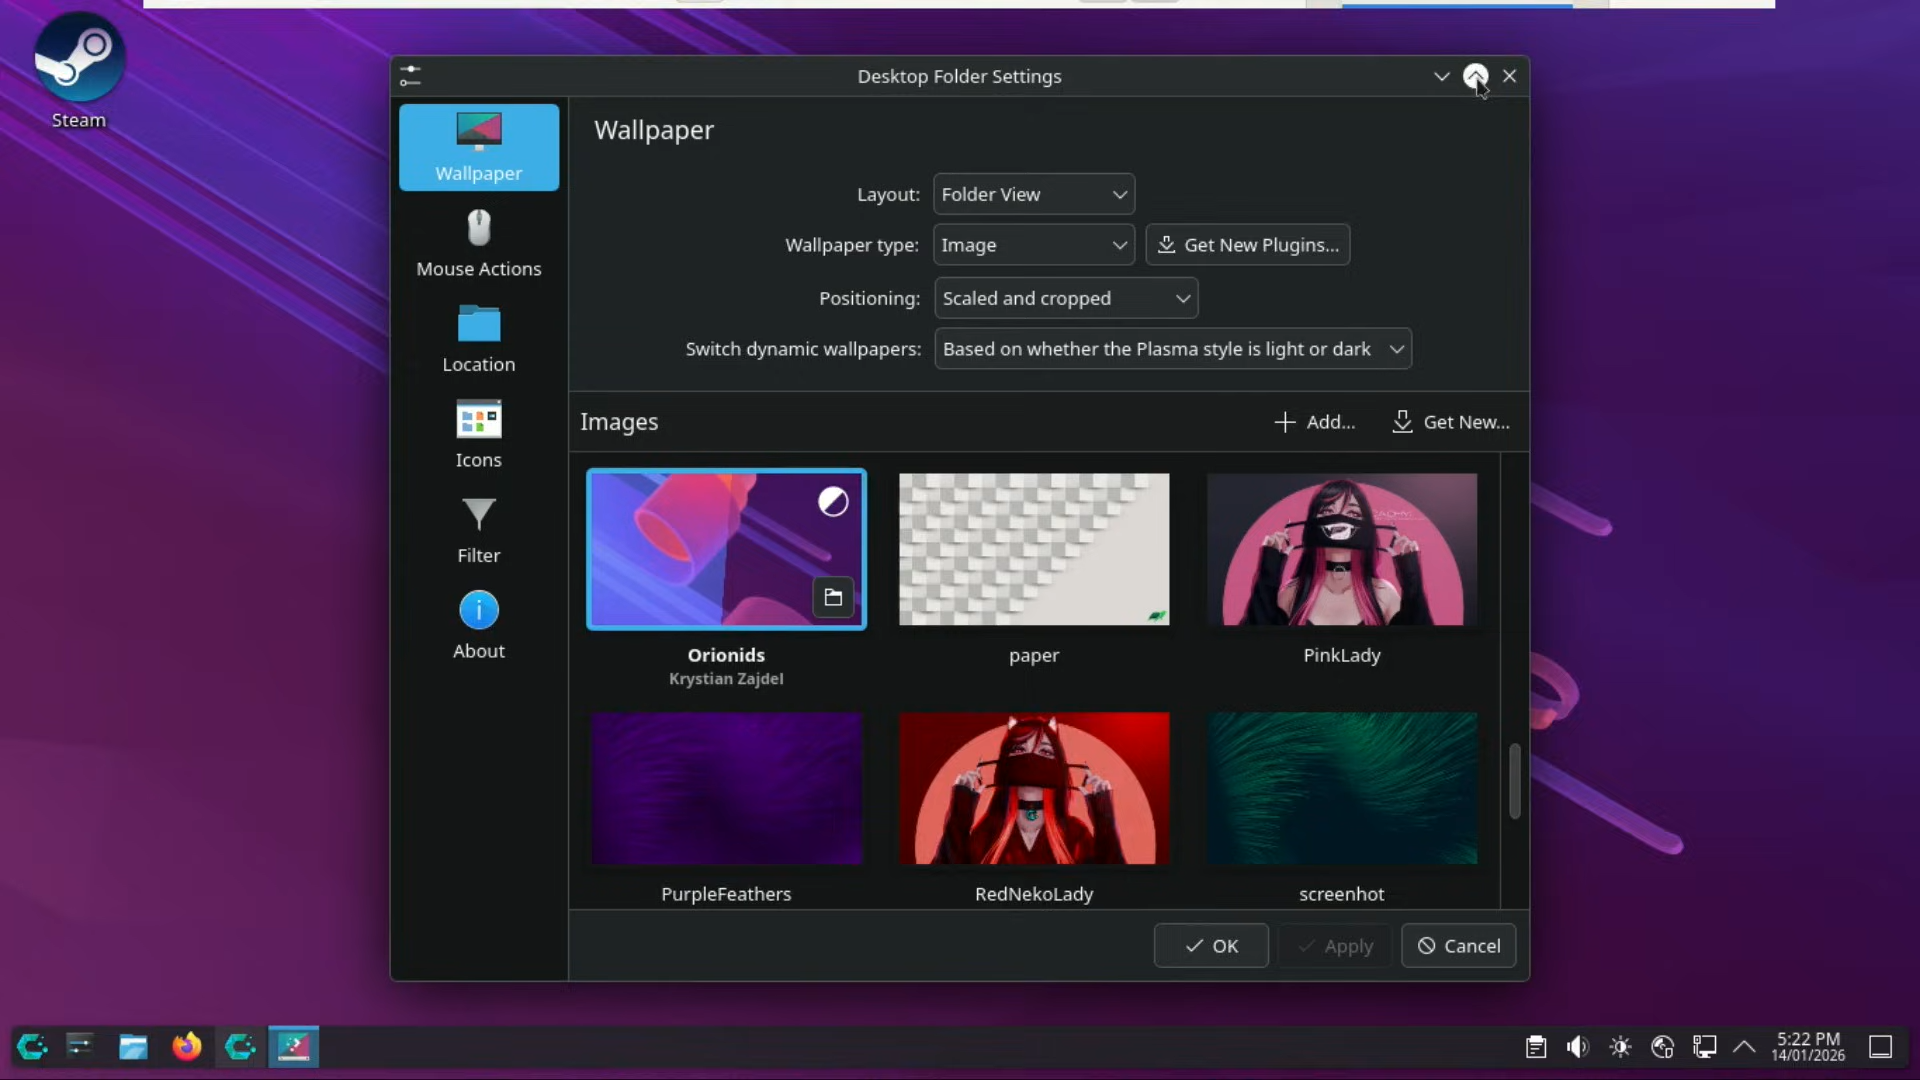 Steam
Desktop Folder Settings
Wallpaper
Mouse Actions
Location
Icons
Filter
About
Wallpaper
Layout: Folder View
Wallpaper type: Image Get New Plugins...
Positioning: Scaled and cropped
Switch dynamic wallpapers: Based on whether the Plasma style is light or dark
Images Add... Get New...
Orionids paper PinkLady
Krystian Zajdel
PurpleFeathers RedNekoLady screenhot
OK Apply Cancel
5:22 PM
14/01/2026